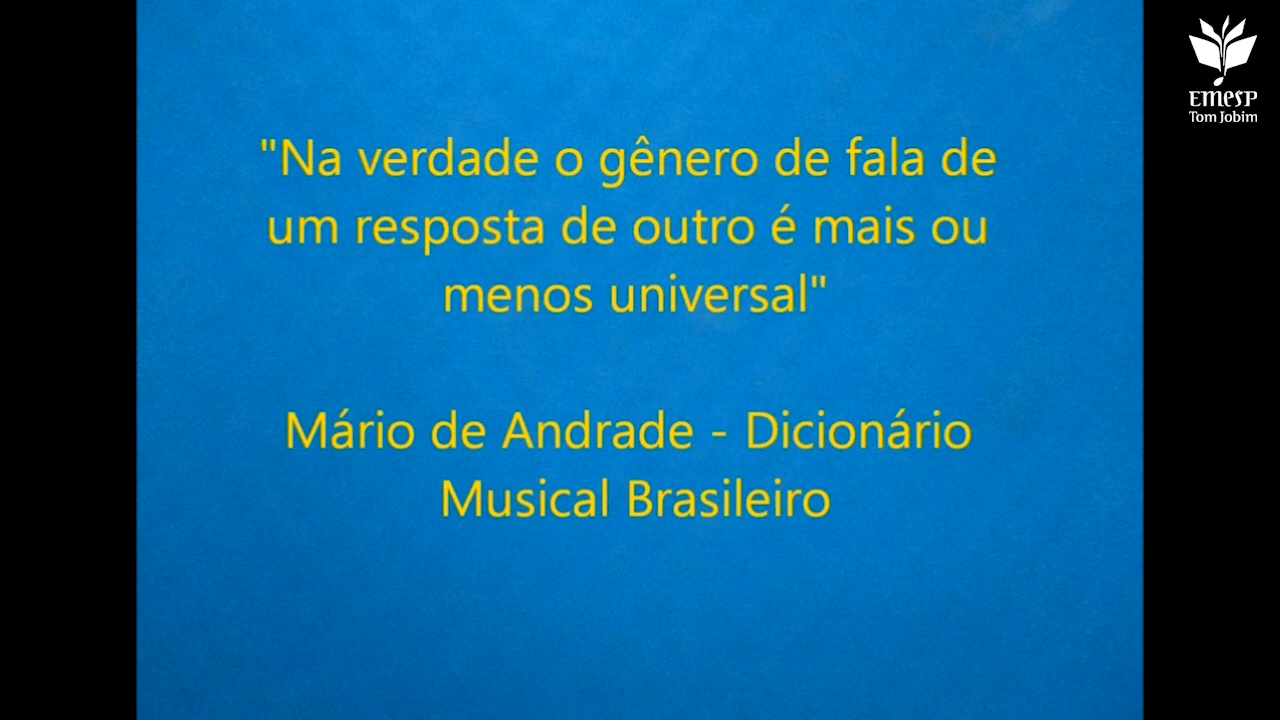 "Na verdade o gênero de fala de
um resposta de outro é mais ou
menos universal"
Mário de Andrade - Dicionário
Musical Brasileiro
EMESP
Tom Jobim